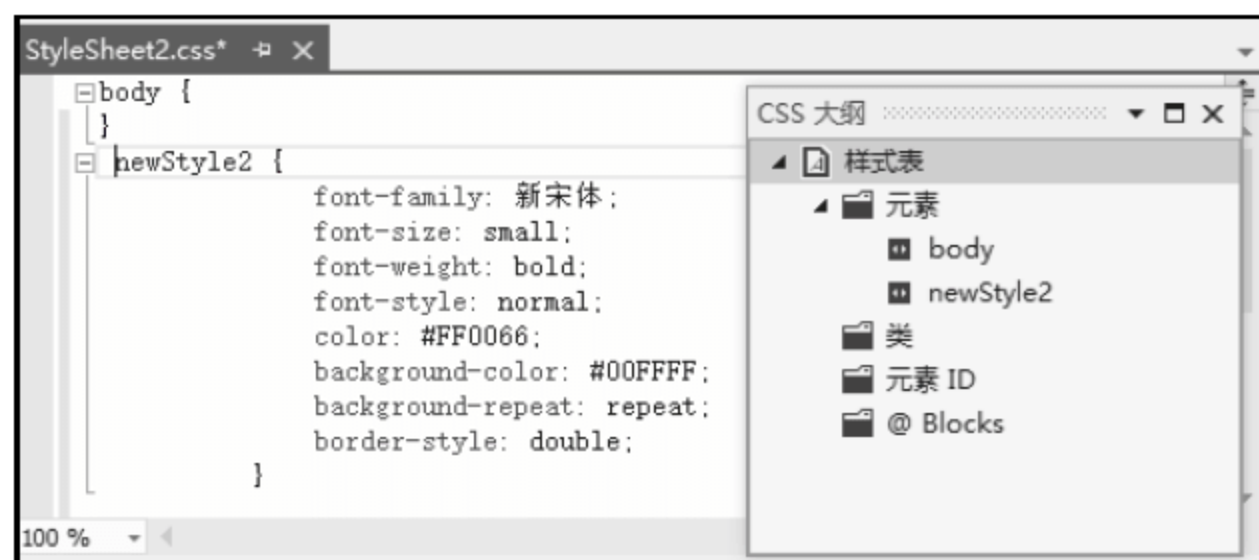 StyleSheet2.css*
body {
}
newStyle2 {
font-family: 新宋体;
font-size: small;
font-weight: bold;
font-style: normal;
color: #FF0066;
background-color: #00FFFF;
background-repeat: repeat;
border-style: double;
}
100 %
CSS 大纲
样式表
元素
body
newStyle2
类
元素 ID
@ Blocks